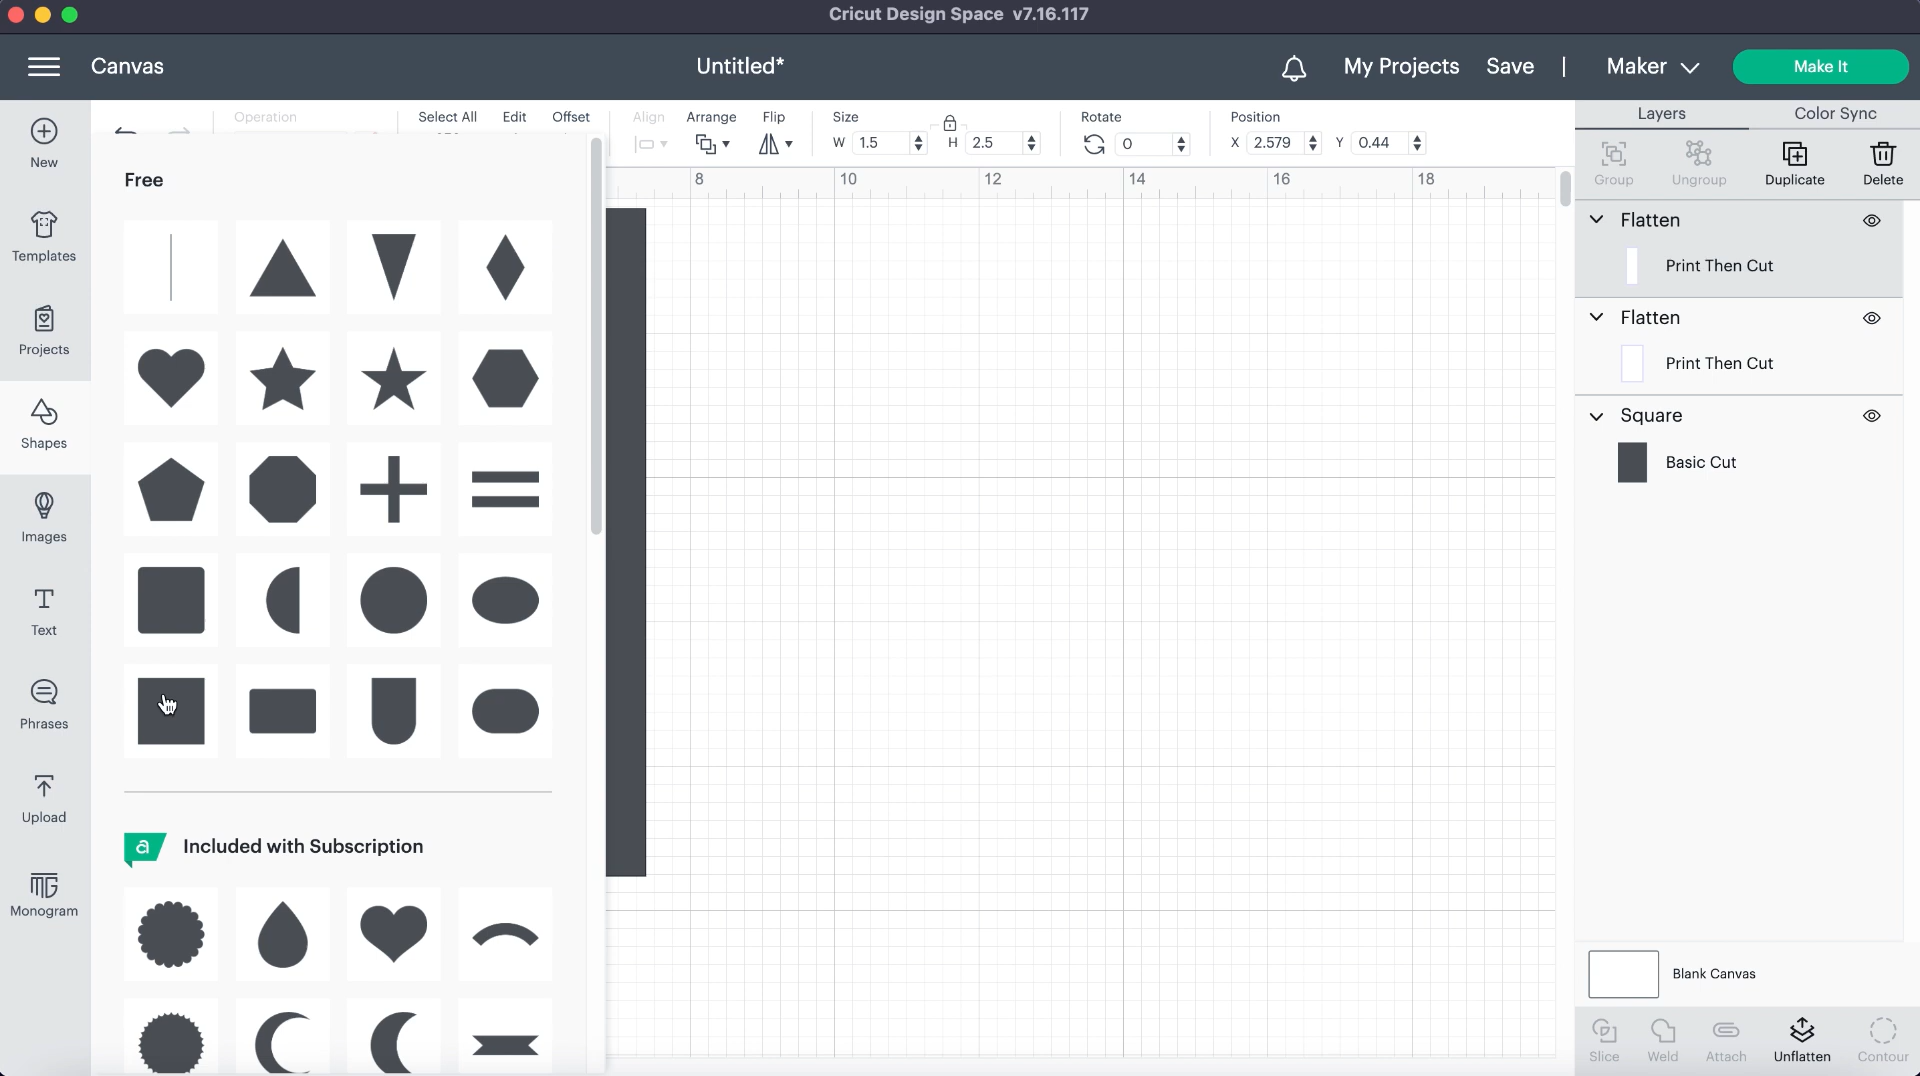 Cricut Design Space v7.16.117
Canvas
Untitled*
My Projects
Save
|
Maker
Make It
New
Templates
Projects
Shapes
Images
Text
Phrases
Upload
Monogram
Operation
Select All
Edit
Offset
Align
Arrange
Flip
Size
W 1.5
H 2.5
Rotate
0
Position
X 2.579
Y 0.44
Free
a Included with Subscription
8
10
12
14
16
18
Layers
Color Sync
Group
Ungroup
Duplicate
Delete
Flatten
Print Then Cut
Flatten
Print Then Cut
Square
Basic Cut
Blank Canvas
Slice
Weld
Attach
Unflatten
Contour